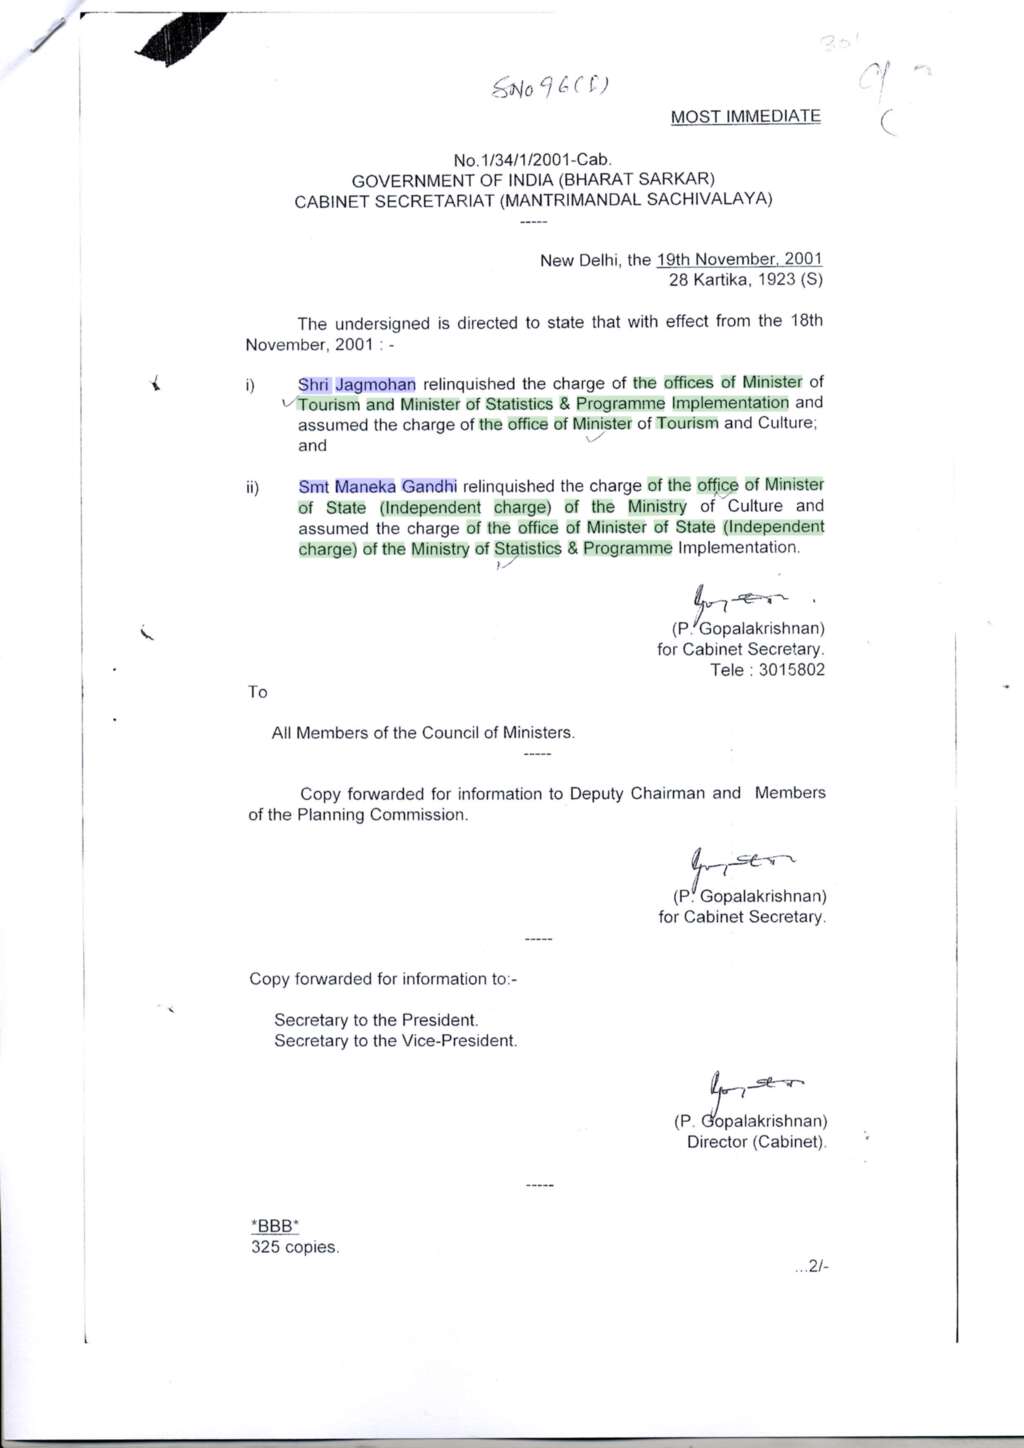 SNo 96(I)
MOST IMMEDIATE
No.1/34/1/2001-Cab.
GOVERNMENT OF INDIA (BHARAT SARKAR)
CABINET SECRETARIAT (MANTRIMANDAL SACHIVALAYA)
-----
New Delhi, the 19th November, 2001
28 Kartika, 1923 (S)
The undersigned is directed to state that with effect from the 18th
November, 2001 : -
i) Shri Jagmohan relinquished the charge of the offices of Minister of
Tourism and Minister of Statistics & Programme Implementation and
assumed the charge of the office of Minister of Tourism and Culture;
and
ii) Smt Maneka Gandhi relinquished the charge of the office of Minister
of State (Independent charge) of the Ministry of Culture and
assumed the charge of the office of Minister of State (Independent
charge) of the Ministry of Statistics & Programme Implementation.
(P. Gopalakrishnan)
for Cabinet Secretary.
Tele : 3015802
To
All Members of the Council of Ministers.
-----
Copy forwarded for information to Deputy Chairman and Members
of the Planning Commission.
(P. Gopalakrishnan)
for Cabinet Secretary.
-----
Copy forwarded for information to:-
Secretary to the President.
Secretary to the Vice-President.
(P. Gopalakrishnan)
Director (Cabinet).
-----
*BBB*
325 copies.
...2/-